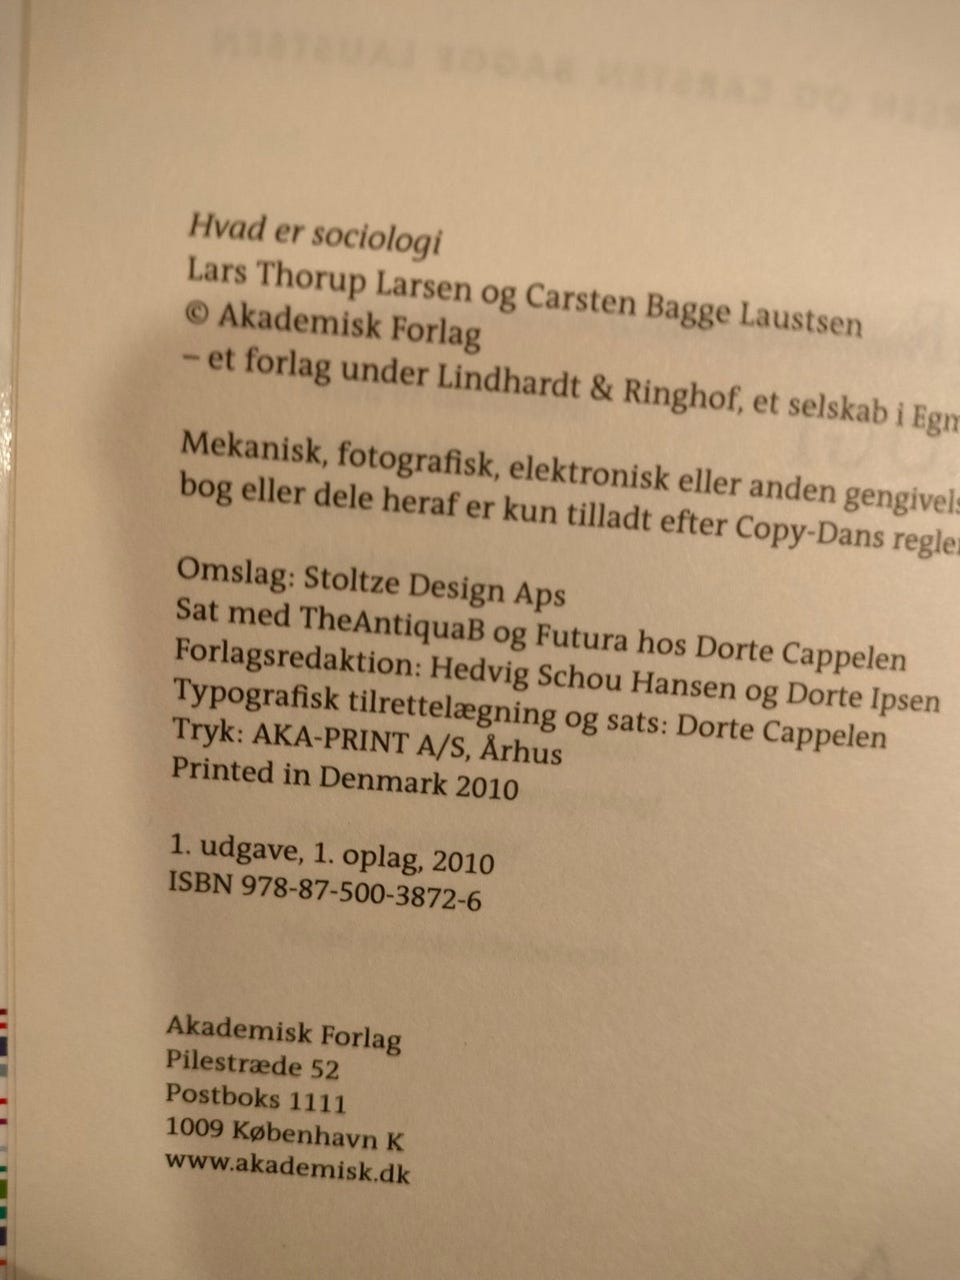 Hvad er sociologi
Lars Thorup Larsen og Carsten Bagge Laustsen
© Akademisk Forlag
– et forlag under Lindhardt & Ringhof, et selskab i Egm
Mekanisk, fotografisk, elektronisk eller anden gengivels
bog eller dele heraf er kun tilladt efter Copy-Dans regler
Omslag: Stoltze Design Aps
Sat med TheAntiquaB og Futura hos Dorte Cappelen
Forlagsredaktion: Hedvig Schou Hansen og Dorte Ipsen
Typografisk tilrettelægning og sats: Dorte Cappelen
Tryk: AKA-PRINT A/S, Århus
Printed in Denmark 2010
1. udgave, 1. oplag, 2010
ISBN 978-87-500-3872-6
Akademisk Forlag
Pilestræde 52
Postboks 1111
1009 København K
www.akademisk.dk